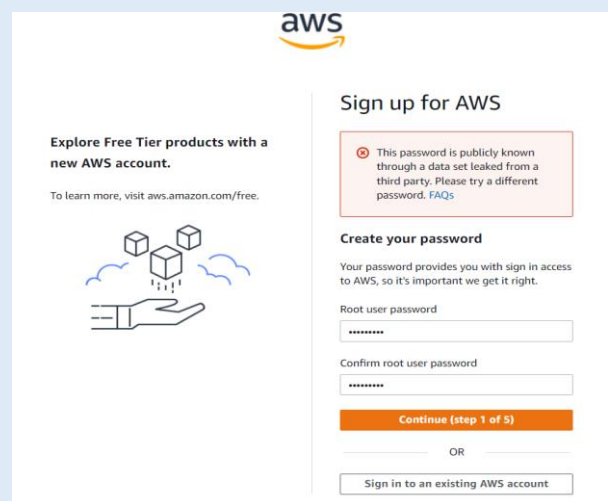 aws
Explore Free Tier products with a
new AWS account.
To learn more, visit aws.amazon.com/free.
Sign up for AWS
This password is publicly known
through a data set leaked from a
third party. Please try a different
password. FAQs
Create your password
Your password provides you with sign in access
to AWS, so it's important we get it right.
Root user password
•••••••••
Confirm root user password
•••••••••
Continue (step 1 of 5)
OR
Sign in to an existing AWS account